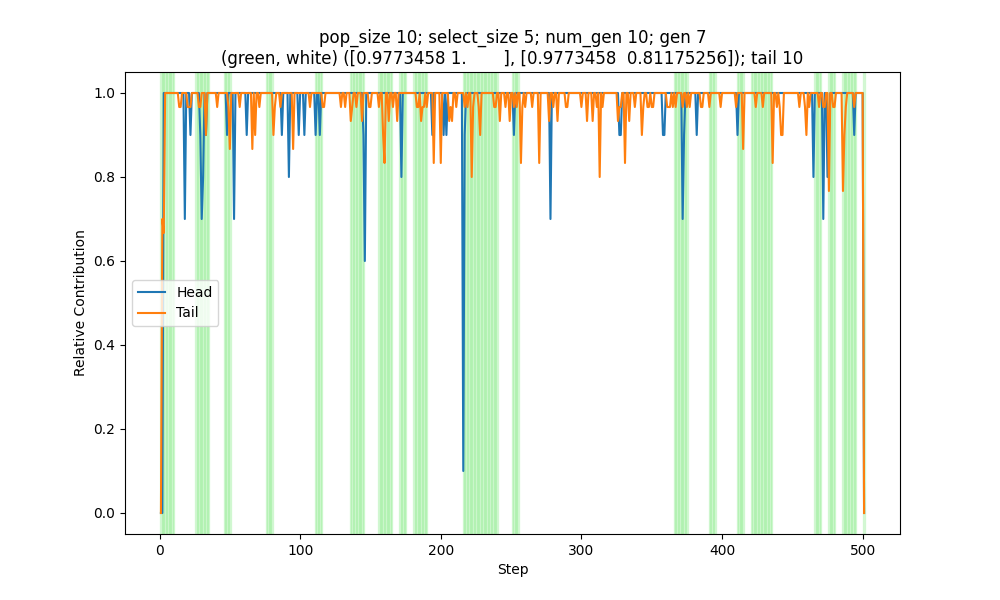 pop_size 10; select_size 5; num_gen 10; gen 7
(green, white) ([0.9773458 1.        ], [0.9773458  0.81175256]); tail 10
1.0
0.8
0.6
0.4
0.2
0.0
Relative Contribution
Head
Tail
0
100
200
300
400
500
Step